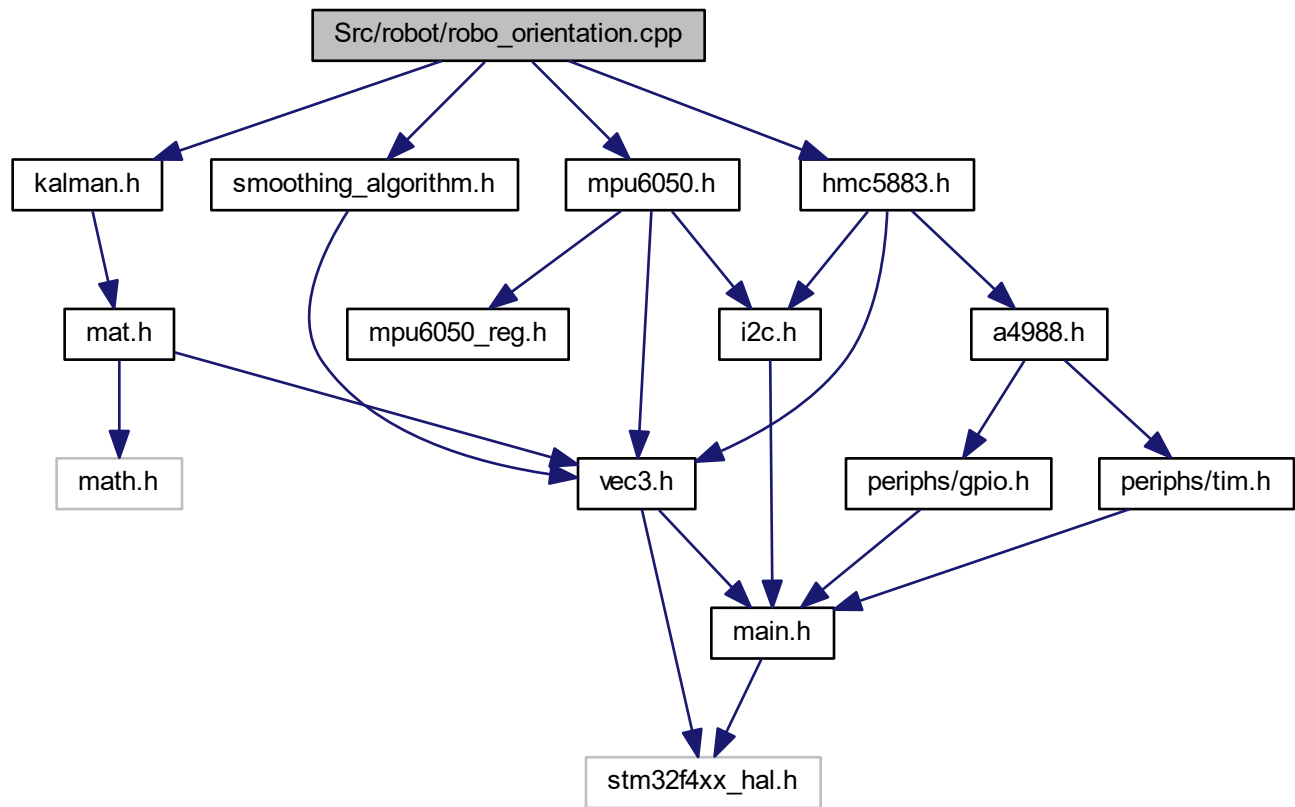 Src/robot/robo_orientation.cpp
kalman.h
smoothing_algorithm.h
mpu6050.h
hmc5883.h
mat.h
mpu6050_reg.h
i2c.h
a4988.h
math.h
vec3.h
periphs/gpio.h
periphs/tim.h
main.h
stm32f4xx_hal.h